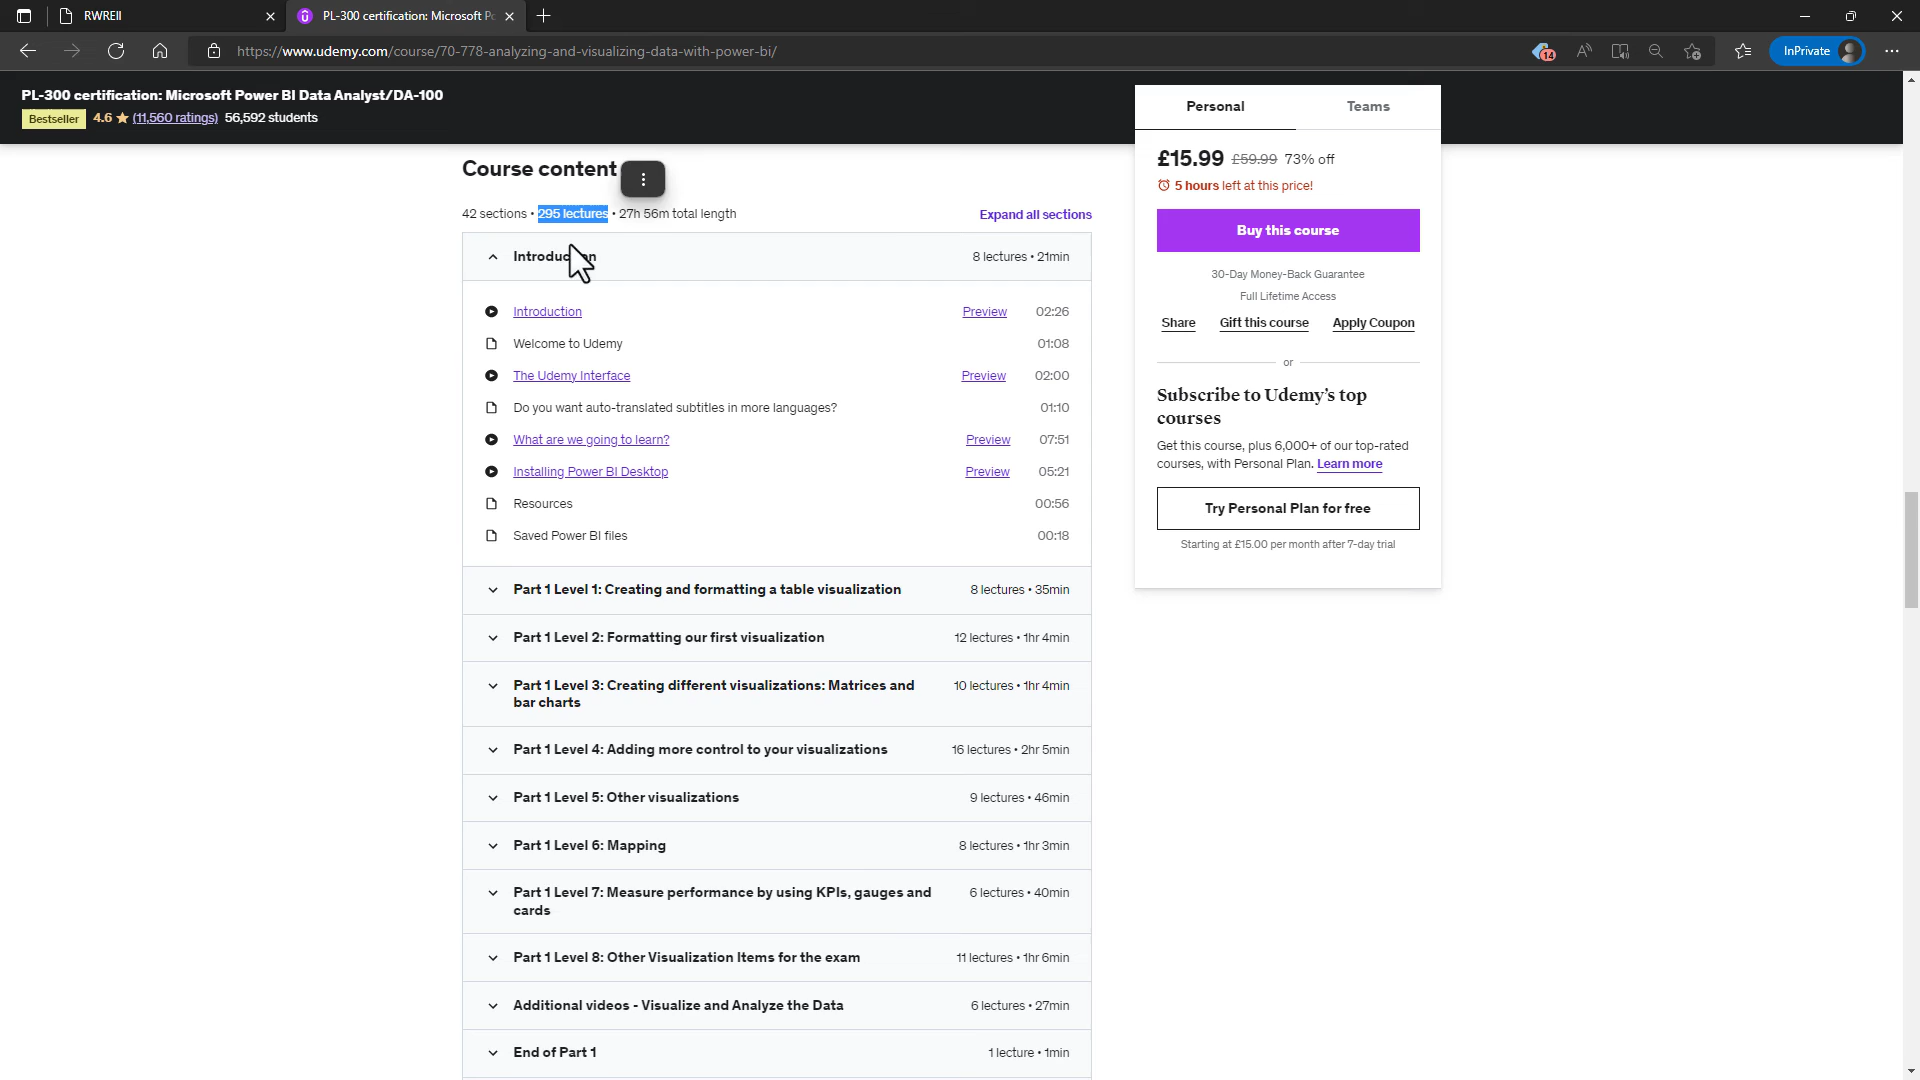 RWREII
PL-300 certification: Microsoft Po
https://www.udemy.com/course/70-778-analyzing-and-visualizing-data-with-power-bi/
14
InPrivate
PL-300 certification: Microsoft Power BI Data Analyst/DA-100
Bestseller 4.6 (11,560 ratings) 56,592 students
Course content
42 sections • 295 lectures • 27h 56m total length
Expand all sections
Introduction 8 lectures • 21min
Introduction Preview 02:26
Welcome to Udemy 01:08
The Udemy Interface Preview 02:00
Do you want auto-translated subtitles in more languages? 01:10
What are we going to learn? Preview 07:51
Installing Power BI Desktop Preview 05:21
Resources 00:56
Saved Power BI files 00:18
Part 1 Level 1: Creating and formatting a table visualization 8 lectures • 35min
Part 1 Level 2: Formatting our first visualization 12 lectures • 1hr 4min
Part 1 Level 3: Creating different visualizations: Matrices and 10 lectures • 1hr 4min
bar charts
Part 1 Level 4: Adding more control to your visualizations 16 lectures • 2hr 5min
Part 1 Level 5: Other visualizations 9 lectures • 46min
Part 1 Level 6: Mapping 8 lectures • 1hr 3min
Part 1 Level 7: Measure performance by using KPIs, gauges and 6 lectures • 40min
cards
Part 1 Level 8: Other Visualization Items for the exam 11 lectures • 1hr 6min
Additional videos - Visualize and Analyze the Data 6 lectures • 27min
End of Part 1 1 lecture • 1min
Personal Teams
£15.99 £59.99 73% off
5 hours left at this price!
Buy this course
30-Day Money-Back Guarantee
Full Lifetime Access
Share Gift this course Apply Coupon
or
Subscribe to Udemy's top
courses
Get this course, plus 6,000+ of our top-rated
courses, with Personal Plan. Learn more
Try Personal Plan for free
Starting at £15.00 per month after 7-day trial